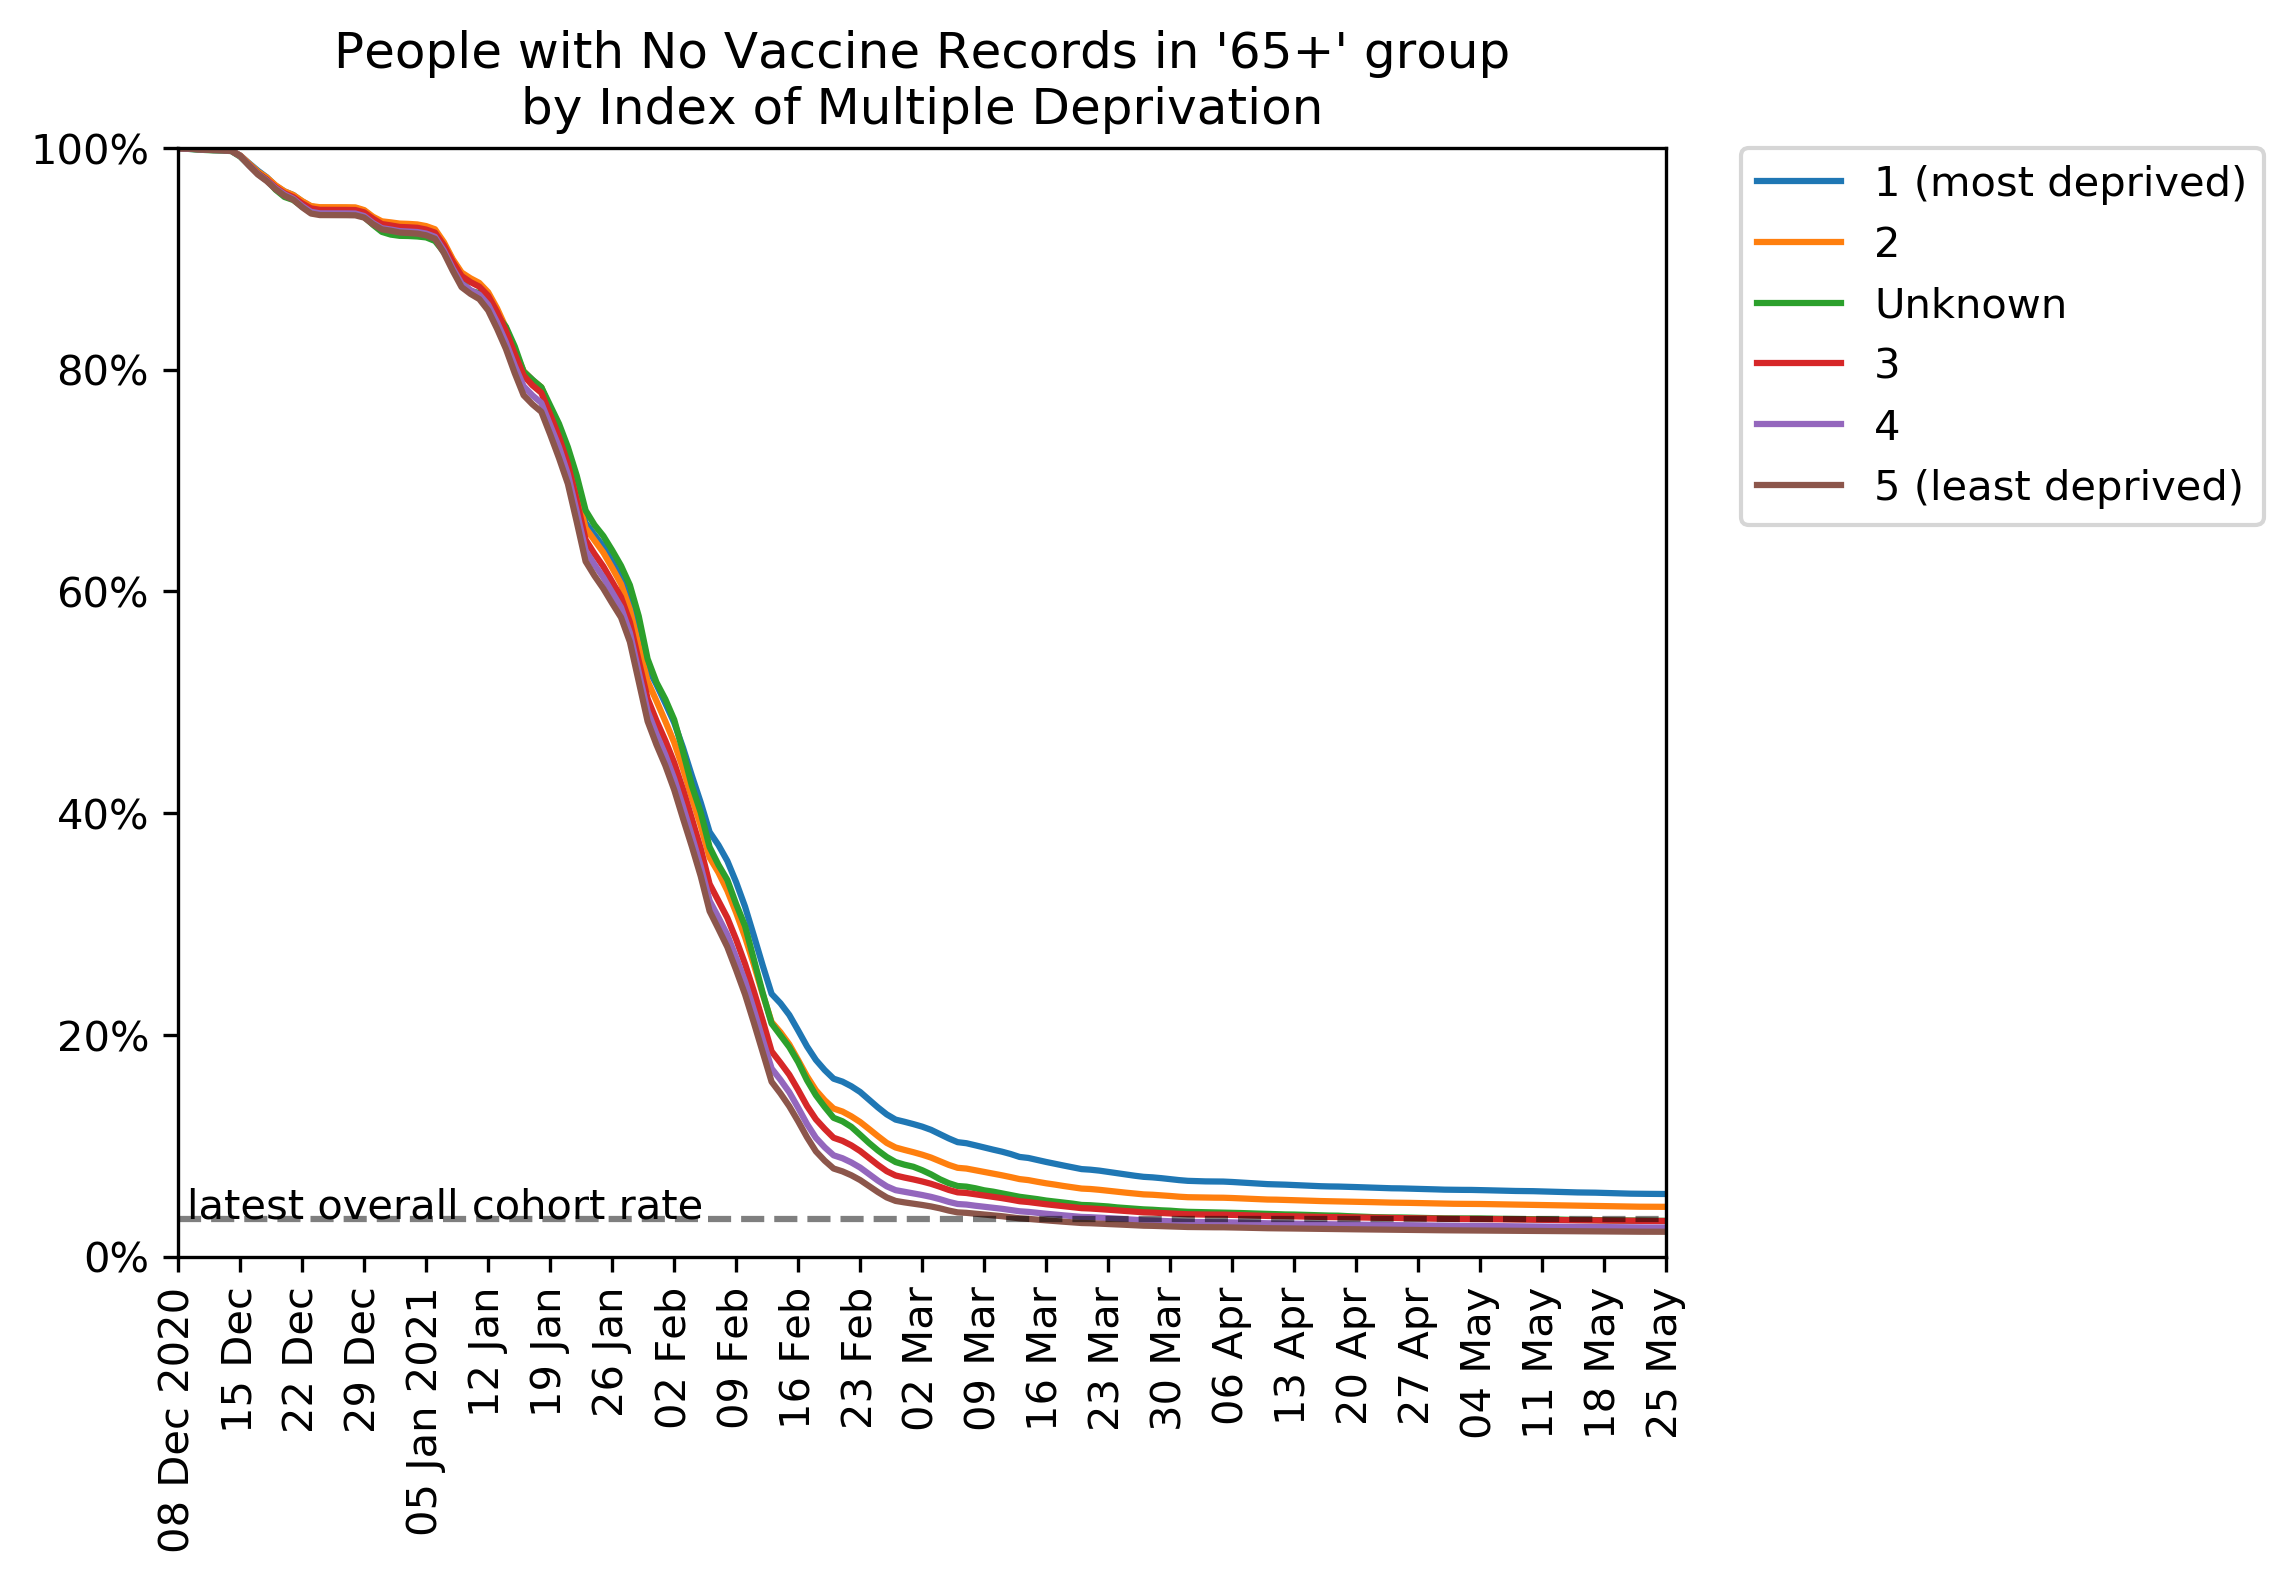 People with No Vaccine Records in '65+' group
by Index of Multiple Deprivation
100%
80%
60%
40%
20%
0%
latest overall cohort rate
08 Dec 2020
15 Dec
22 Dec
29 Dec
05 Jan 2021
12 Jan
19 Jan
26 Jan
02 Feb
09 Feb
16 Feb
23 Feb
02 Mar
09 Mar
16 Mar
23 Mar
30 Mar
06 Apr
13 Apr
20 Apr
27 Apr
04 May
11 May
18 May
25 May
1 (most deprived)
2
Unknown
3
4
5 (least deprived)